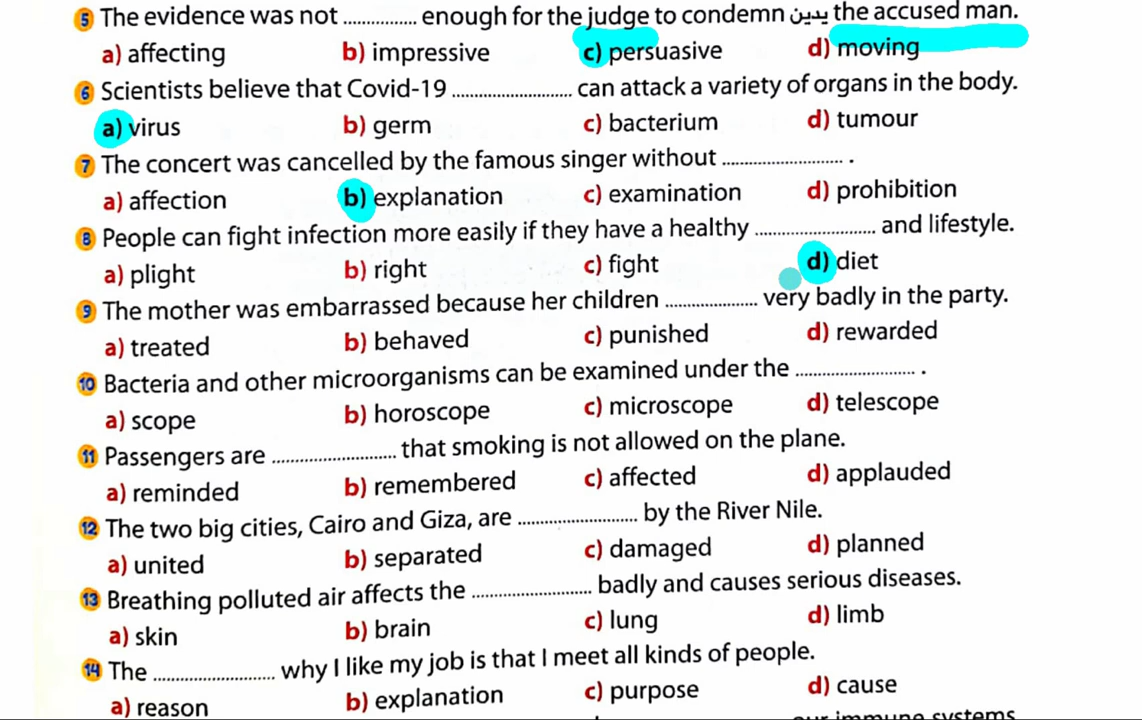 5 The evidence was not ............... enough for the judge to condemn يدين the accused man.
a) affecting b) impressive c) persuasive d) moving
6 Scientists believe that Covid-19 ......................... can attack a variety of organs in the body.
a) virus b) germ c) bacterium d) tumour
7 The concert was cancelled by the famous singer without ......................... .
a) affection b) explanation c) examination d) prohibition
8 People can fight infection more easily if they have a healthy ......................... and lifestyle.
a) plight b) right c) fight d) diet
9 The mother was embarrassed because her children ................... very badly in the party.
a) treated b) behaved c) punished d) rewarded
10 Bacteria and other microorganisms can be examined under the ......................... .
a) scope b) horoscope c) microscope d) telescope
11 Passengers are ......................... that smoking is not allowed on the plane.
a) reminded b) remembered c) affected d) applauded
12 The two big cities, Cairo and Giza, are ......................... by the River Nile.
a) united b) separated c) damaged d) planned
13 Breathing polluted air affects the ......................... badly and causes serious diseases.
a) skin b) brain c) lung d) limb
14 The ......................... why I like my job is that I meet all kinds of people.
a) reason b) explanation c) purpose d) cause
our immune systems